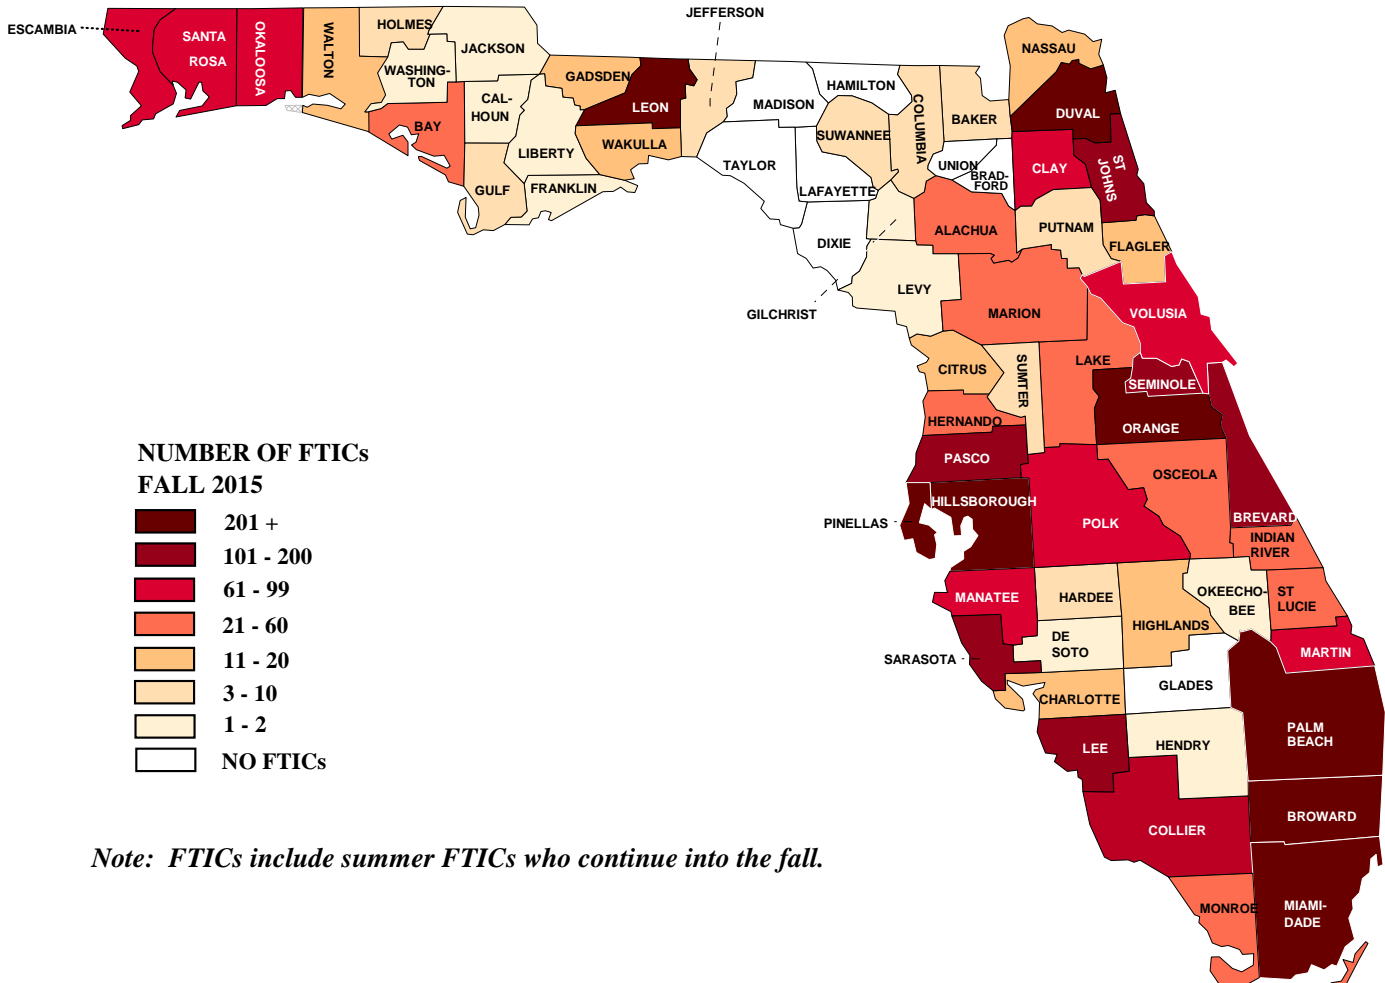 ESCAMBIA
SANTA
ROSA
OKALOOSA
WALTON
HOLMES
WASHING-
TON
JACKSON
BAY
CAL-
HOUN
GULF
LIBERTY
FRANKLIN
GADSDEN
LEON
WAKULLA
JEFFERSON
MADISON
TAYLOR
HAMILTON
SUWANNEE
LAFAYETTE
DIXIE
COLUMBIA
BAKER
UNION
BRAD-
FORD
NASSAU
DUVAL
CLAY
ST
JOHNS
ALACHUA
PUTNAM
FLAGLER
GILCHRIST
LEVY
MARION
VOLUSIA
CITRUS
SUMTER
LAKE
SEMINOLE
HERNANDO
ORANGE
PASCO
HILLSBOROUGH
PINELLAS
POLK
OSCEOLA
BREVARD
INDIAN
RIVER
MANATEE
HARDEE
HIGHLANDS
OKEECHO-
BEE
ST
LUCIE
SARASOTA
DE
SOTO
MARTIN
CHARLOTTE
GLADES
LEE
HENDRY
PALM
BEACH
COLLIER
BROWARD
MONROE
MIAMI-
DADE
NUMBER OF FTICs
FALL 2015
201 +
101 - 200
61 - 99
21 - 60
11 - 20
3 - 10
1 - 2
NO FTICs
Note:  FTICs include summer FTICs who continue into the fall.